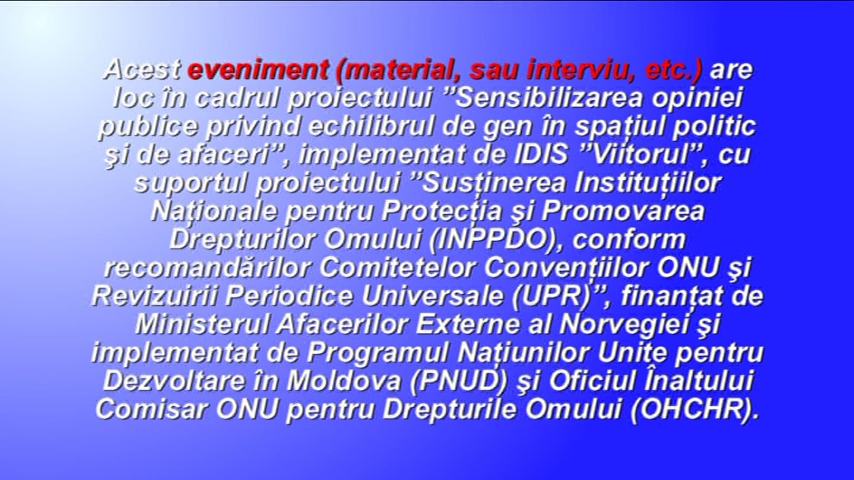 Acest eveniment (material, sau interviu, etc.) are
loc în cadrul proiectului ”Sensibilizarea opiniei
publice privind echilibrul de gen în spațiul politic
şi de afaceri”, implementat de IDIS ”Viitorul”, cu
suportul proiectului ”Susținerea Instituțiilor
Naționale pentru Protecția şi Promovarea
Drepturilor Omului (INPPDO), conform
recomandărilor Comitetelor Convențiilor ONU şi
Revizuirii Periodice Universale (UPR)”, finanțat de
Ministerul Afacerilor Externe al Norvegiei şi
implementat de Programul Națiunilor Unite pentru
Dezvoltare în Moldova (PNUD) şi Oficiul Înaltului
Comisar ONU pentru Drepturile Omului (OHCHR).